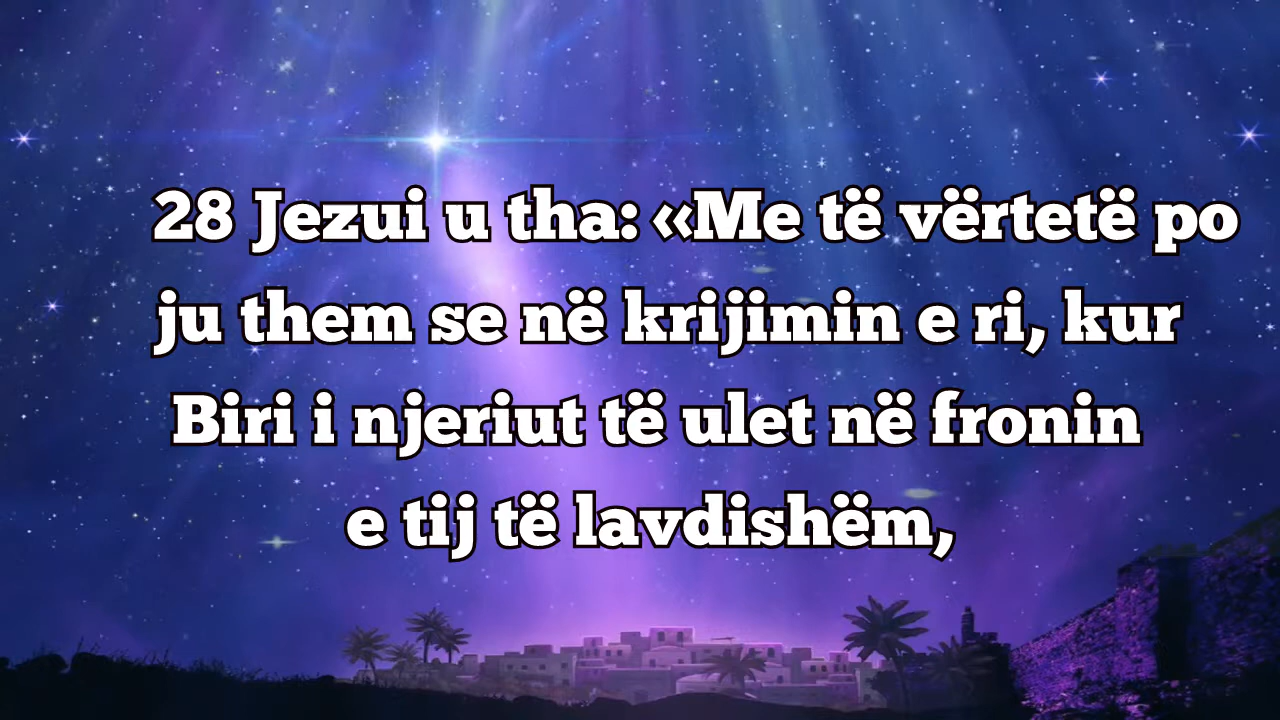 28 Jezui u tha: «Me të vërtetë po
ju them se në krijimin e ri, kur
Biri i njeriut të ulet në fronin
e tij të lavdishëm,